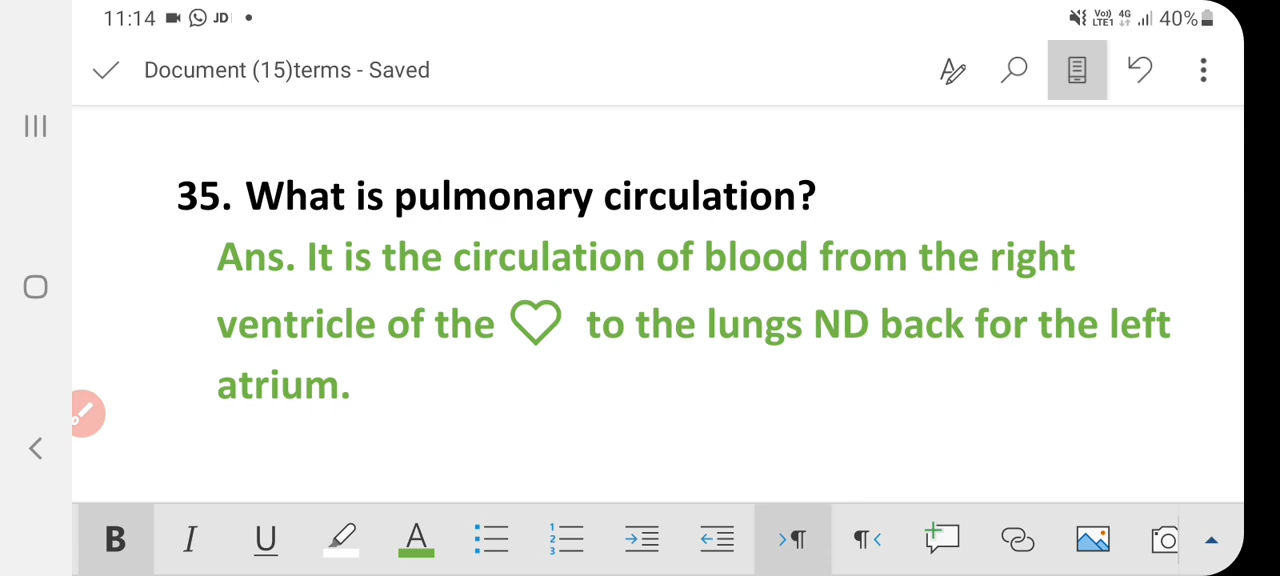 11:14 JD • Vo)) LTE1 4G 40%
Document (15)terms - Saved
35. What is pulmonary circulation?
Ans. It is the circulation of blood from the right
ventricle of the ♡ to the lungs ND back for the left
atrium.
B I U A